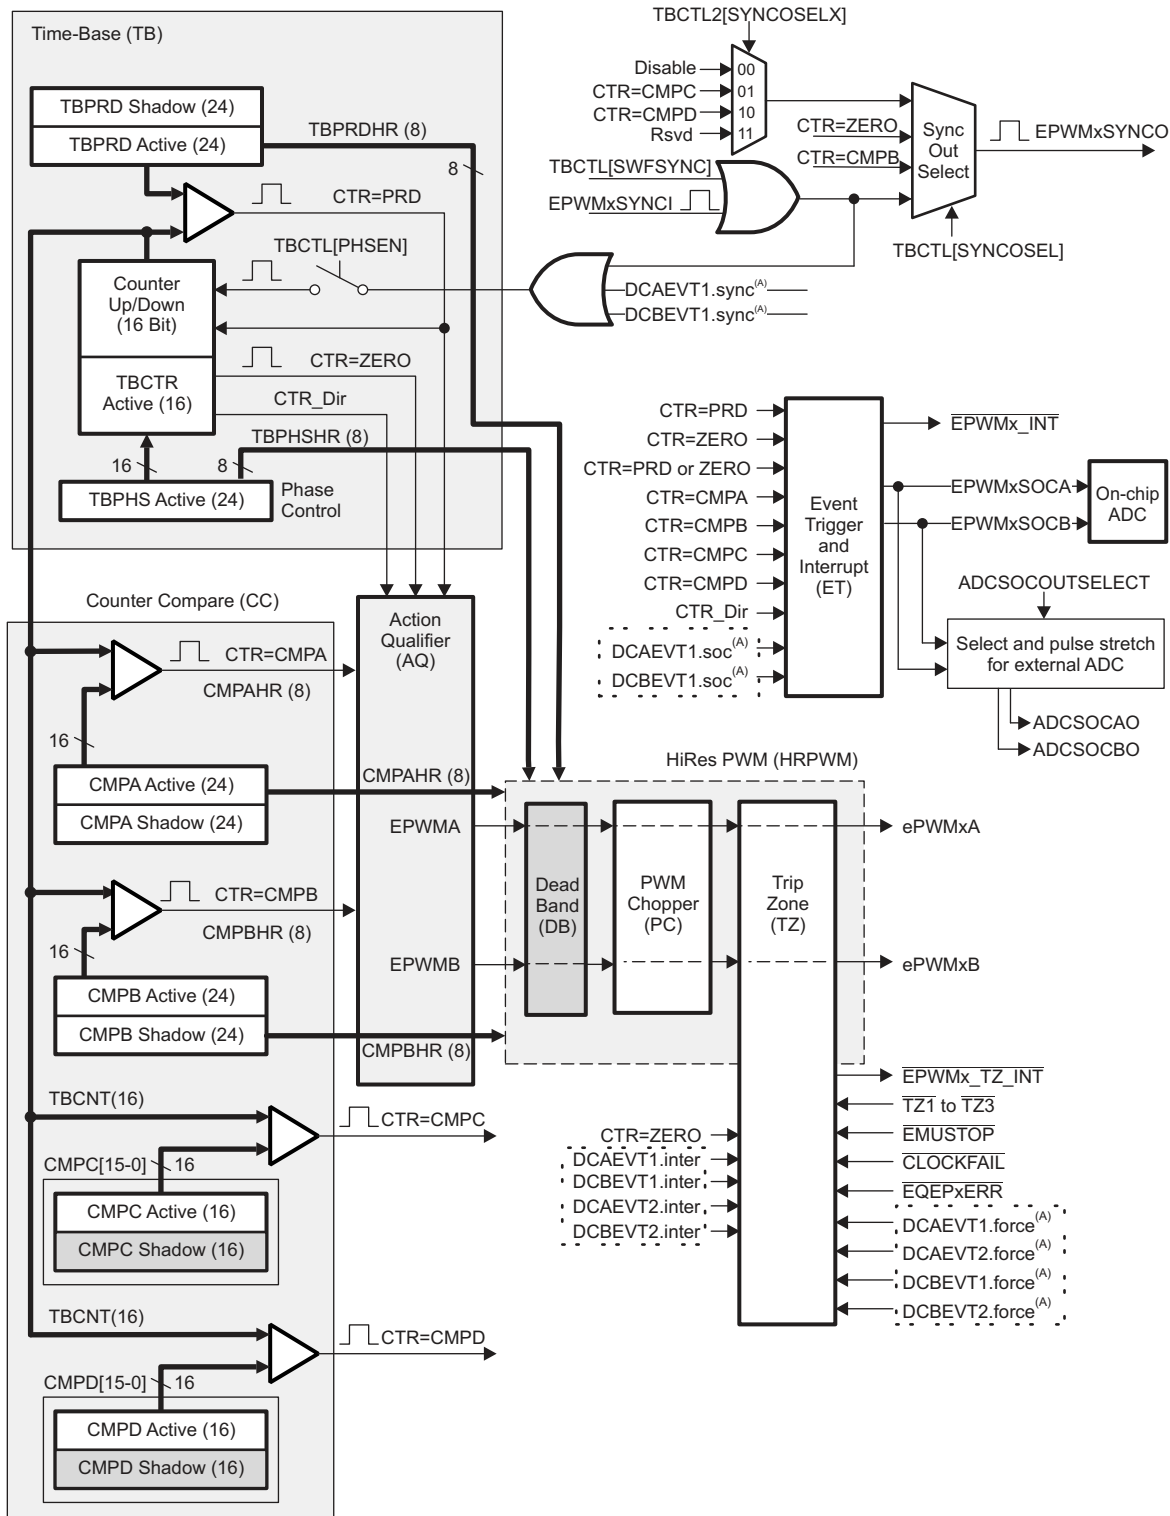 Time-Base (TB)
TBPRD Shadow (24)
TBPRD Active (24)
TBPRDHR (8)
8
CTR=PRD
TBCTL[PHSEN]
Counter
Up/Down
(16 Bit)
TBCTR
Active (16)
CTR=ZERO
CTR_Dir
TBPHSHR (8)
16
8
TBPHS Active (24)
Phase
Control
TBCTL2[SYNCOSELX]
Disable
00
CTR=CMPC
01
CTR=CMPD
10
Rsvd
11
CTR=ZERO
CTR=CMPB
Sync
Out
Select
EPWMxSYNCO
TBCTL[SWFSYNC]
EPWMxSYNCI
TBCTL[SYNCOSEL]
DCAEVT1.sync(A)
DCBEVT1.sync(A)
CTR=PRD
CTR=ZERO
CTR=PRD or ZERO
CTR=CMPA
CTR=CMPB
CTR=CMPC
CTR=CMPD
CTR_Dir
DCAEVT1.soc(A)
DCBEVT1.soc(A)
Event
Trigger
and
Interrupt
(ET)
EPWMx_INT
EPWMxSOCA
EPWMxSOCB
On-chip
ADC
ADCSOCOUTSELECT
Select and pulse stretch
for external ADC
ADCSOCAO
ADCSOCBO
Counter Compare (CC)
CTR=CMPA
CMPAHR (8)
16
CMPA Active (24)
CMPA Shadow (24)
CTR=CMPB
CMPBHR (8)
16
CMPB Active (24)
CMPB Shadow (24)
TBCNT(16)
CTR=CMPC
CMPC[15-0]
16
CMPC Active (16)
CMPC Shadow (16)
TBCNT(16)
CTR=CMPD
CMPD[15-0]
16
CMPD Active (16)
CMPD Shadow (16)
Action
Qualifier
(AQ)
CMPAHR (8)
EPWMA
EPWMB
CMPBHR (8)
HiRes PWM (HRPWM)
Dead
Band
(DB)
PWM
Chopper
(PC)
Trip
Zone
(TZ)
ePWMxA
ePWMxB
EPWMx_TZ_INT
TZ1 to TZ3
EMUSTOP
CLOCKFAIL
EQEPxERR
DCAEVT1.force(A)
DCAEVT2.force(A)
DCBEVT1.force(A)
DCBEVT2.force(A)
CTR=ZERO
DCAEVT1.inter
DCBEVT1.inter
DCAEVT2.inter
DCBEVT2.inter